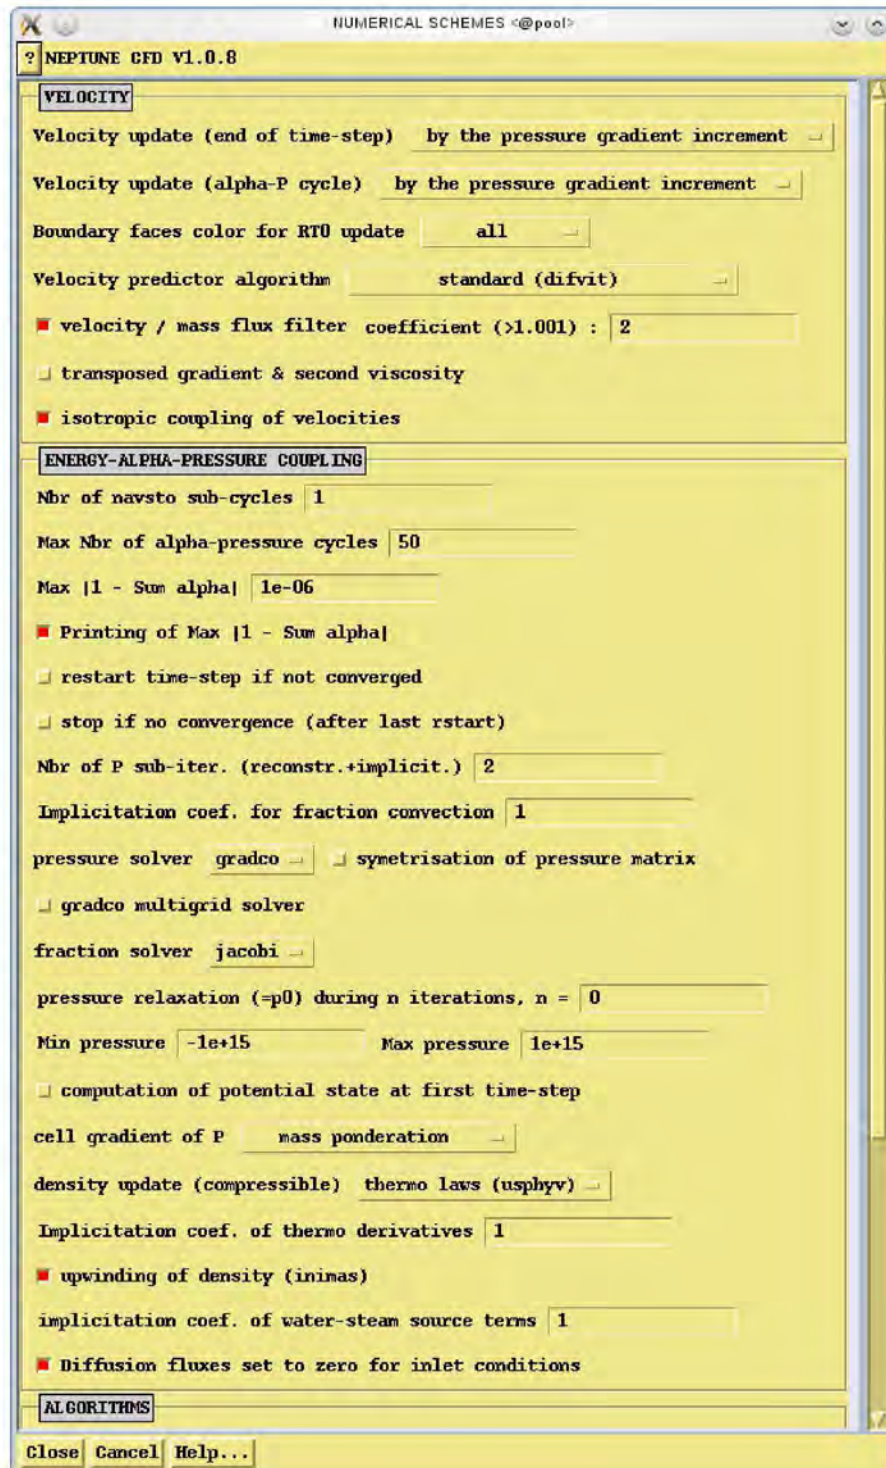 NUMERICAL SCHEMES <@pool>
? NEPTUNE CFD V1.0.8
VELOCITY
Velocity update (end of time-step) by the pressure gradient increment
Velocity update (alpha-P cycle) by the pressure gradient increment
Boundary faces color for RT0 update all
Velocity predictor algorithm standard (difvit)
velocity / mass flux filter coefficient (>1.001) : 2
transposed gradient & second viscosity
isotropic coupling of velocities
ENERGY-ALPHA-PRESSURE COUPLING
Nbr of navsto sub-cycles 1
Max Nbr of alpha-pressure cycles 50
Max |1 - Sum alpha| 1e-06
Printing of Max |1 - Sum alpha|
restart time-step if not converged
stop if no convergence (after last rstart)
Nbr of P sub-iter. (reconstr.+implicit.) 2
Implicitation coef. for fraction convection 1
pressure solver gradco symetrisation of pressure matrix
gradco multigrid solver
fraction solver jacobi
pressure relaxation (=p0) during n iterations, n = 0
Min pressure -1e+15 Max pressure 1e+15
computation of potential state at first time-step
cell gradient of P mass ponderation
density update (compressible) thermo laws (usphyv)
Implicitation coef. of thermo derivatives 1
upwinding of density (inimas)
implicitation coef. of water-steam source terms 1
Diffusion fluxes set to zero for inlet conditions
ALGORITHMS
Close Cancel Help...